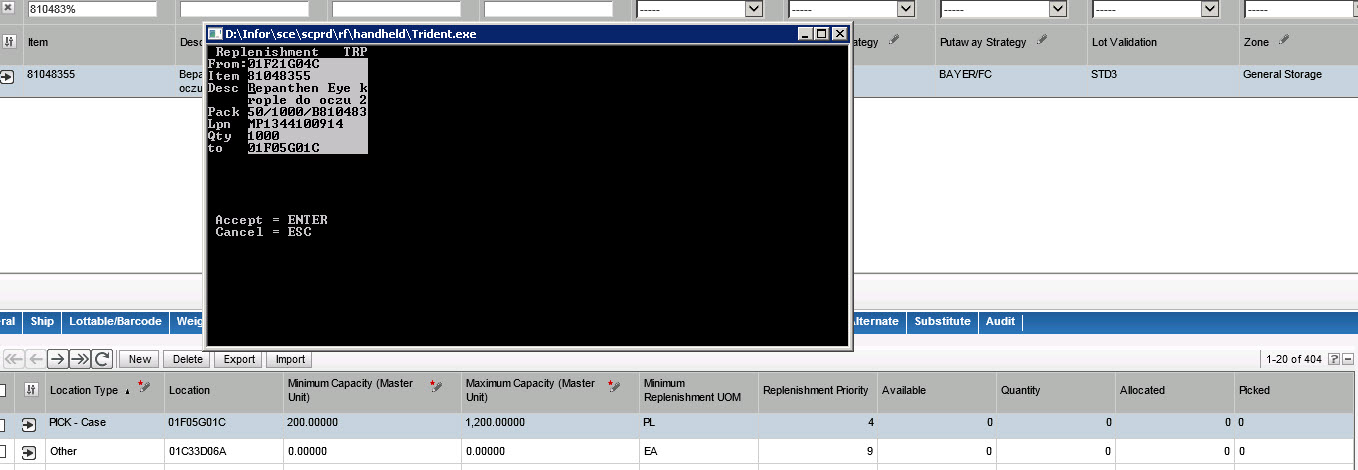 810483%
----- ----- ----- ----- -----
D:\Infor\sce\scprd\rf\handheld\Trident.exe
Item Desc ategy Putaway Strategy Lot Validation Zone
81048355 Bepa BAYER/FC STD3 General Storage
oczu
Replenishment TRP
From:01F21G04C
Item 81048355
Desc Bepanthen Eye k
rople do oczu 2
Pack 50/1000/B810483
Lpn MP1344100914
Qty 1000
to 01F05G01C
Accept = ENTER
Cancel = ESC
ral Ship Lottable/Barcode Weig lternate Substitute Audit
New Delete Export Import 1-20 of 404
Location Type Location Minimum Capacity (Master Unit) Maximum Capacity (Master Unit) Minimum Replenishment UOM Replenishment Priority Available Quantity Allocated Picked
PICK - Case 01F05G01C 200.00000 1,200.00000 PL 4 0 0 0 0
Other 01C33D06A 0.00000 0.00000 EA 9 0 0 0 0